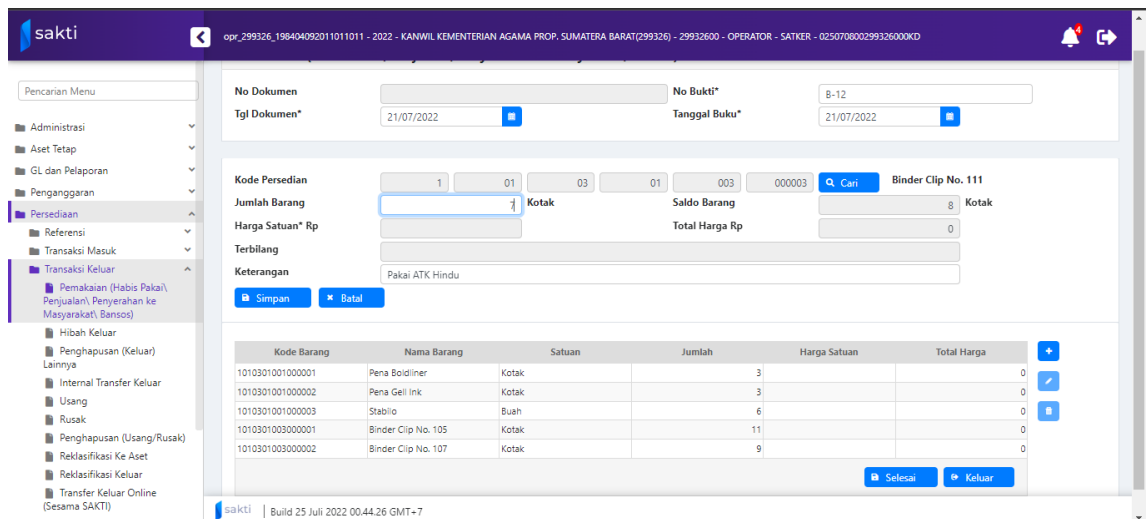 sakti
opr_299326_198404092011011011 - 2022 - KANWIL KEMENTERIAN AGAMA PROP. SUMATERA BARAT(299326) - 29932600 - OPERATOR - SATKER - 025070800299326000KD
4
Pencarian Menu
Administrasi
Aset Tetap
GL dan Pelaporan
Penganggaran
Persediaan
Referensi
Transaksi Masuk
Transaksi Keluar
Pemakaian (Habis Pakai\
Penjualan\ Penyerahan ke
Masyarakat\ Bansos)
Hibah Keluar
Penghapusan (Keluar)
Lainnya
Internal Transfer Keluar
Usang
Rusak
Penghapusan (Usang/Rusak)
Reklasifikasi Ke Aset
Reklasifikasi Keluar
Transfer Keluar Online
(Sesama SAKTI)
No Dokumen No Bukti* B-12
Tgl Dokumen* 21/07/2022 Tanggal Buku* 21/07/2022
Kode Persedian 1 01 03 01 003 000003 Cari Binder Clip No. 111
Jumlah Barang 7 Kotak Saldo Barang 8 Kotak
Harga Satuan* Rp Total Harga Rp 0
Terbilang
Keterangan Pakai ATK Hindu
Simpan Batal
Kode Barang Nama Barang Satuan Jumlah Harga Satuan Total Harga
1010301001000001 Pena Boldliner Kotak 3 0
1010301001000002 Pena Gell Ink Kotak 3 0
1010301001000003 Stabilo Buah 6 0
1010301003000001 Binder Clip No. 105 Kotak 11 0
1010301003000002 Binder Clip No. 107 Kotak 9 0
Selesai Keluar
sakti Build 25 Juli 2022 00.44.26 GMT+7